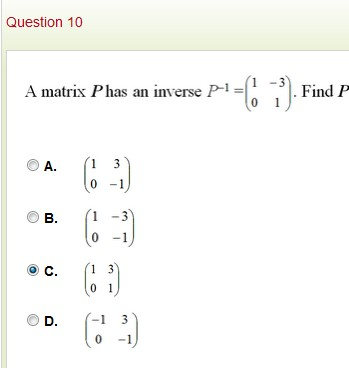 Question 10
A matrix P has an inverse P-1 = (1 -3). Find P
(0 1)
A. (1 3)
(0 -1)
B. (1 -3)
(0 -1)
C. (1 3)
(0 1)
D. (-1 3)
(0 -1)